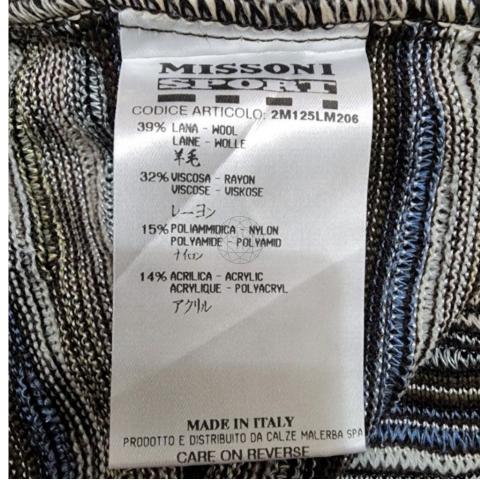 MISSONI
SPORT
CODICE ARTICOLO: 2M125LM206
39% LANA - WOOL
LAINE - WOLLE
羊毛
32% VISCOSA - RAYON
VISCOSE - VISKOSE
レーヨン
15% POLIAMMIDICA - NYLON
POLYAMIDE - POLYAMID
ナイロン
14% ACRILICA - ACRYLIC
ACRYLIQUE - POLYACRYL
アクリル
MADE IN ITALY
PRODOTTO E DISTRIBUITO DA CALZE MALERBA SPA
CARE ON REVERSE